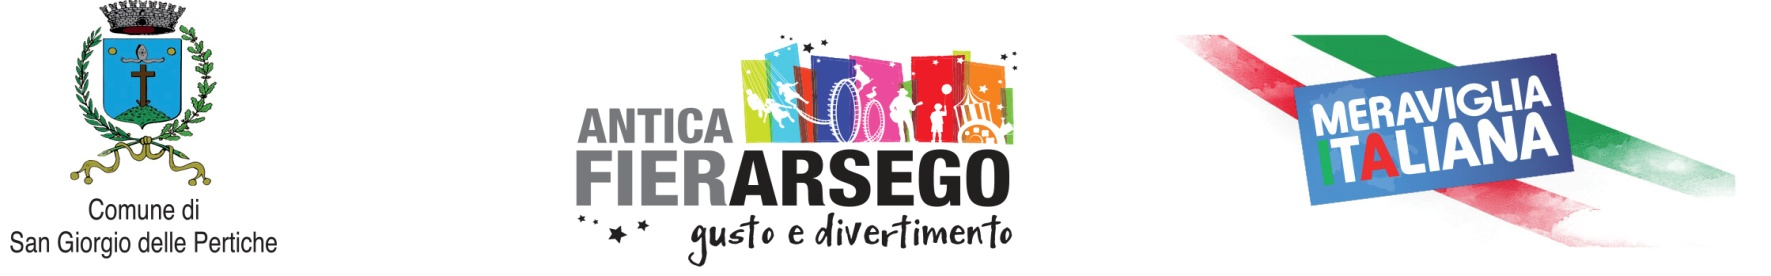 Comune di
San Giorgio delle Pertiche
ANTICA
FIERARSEGO
gusto e divertimento
MERAVIGLIA
ITALIANA